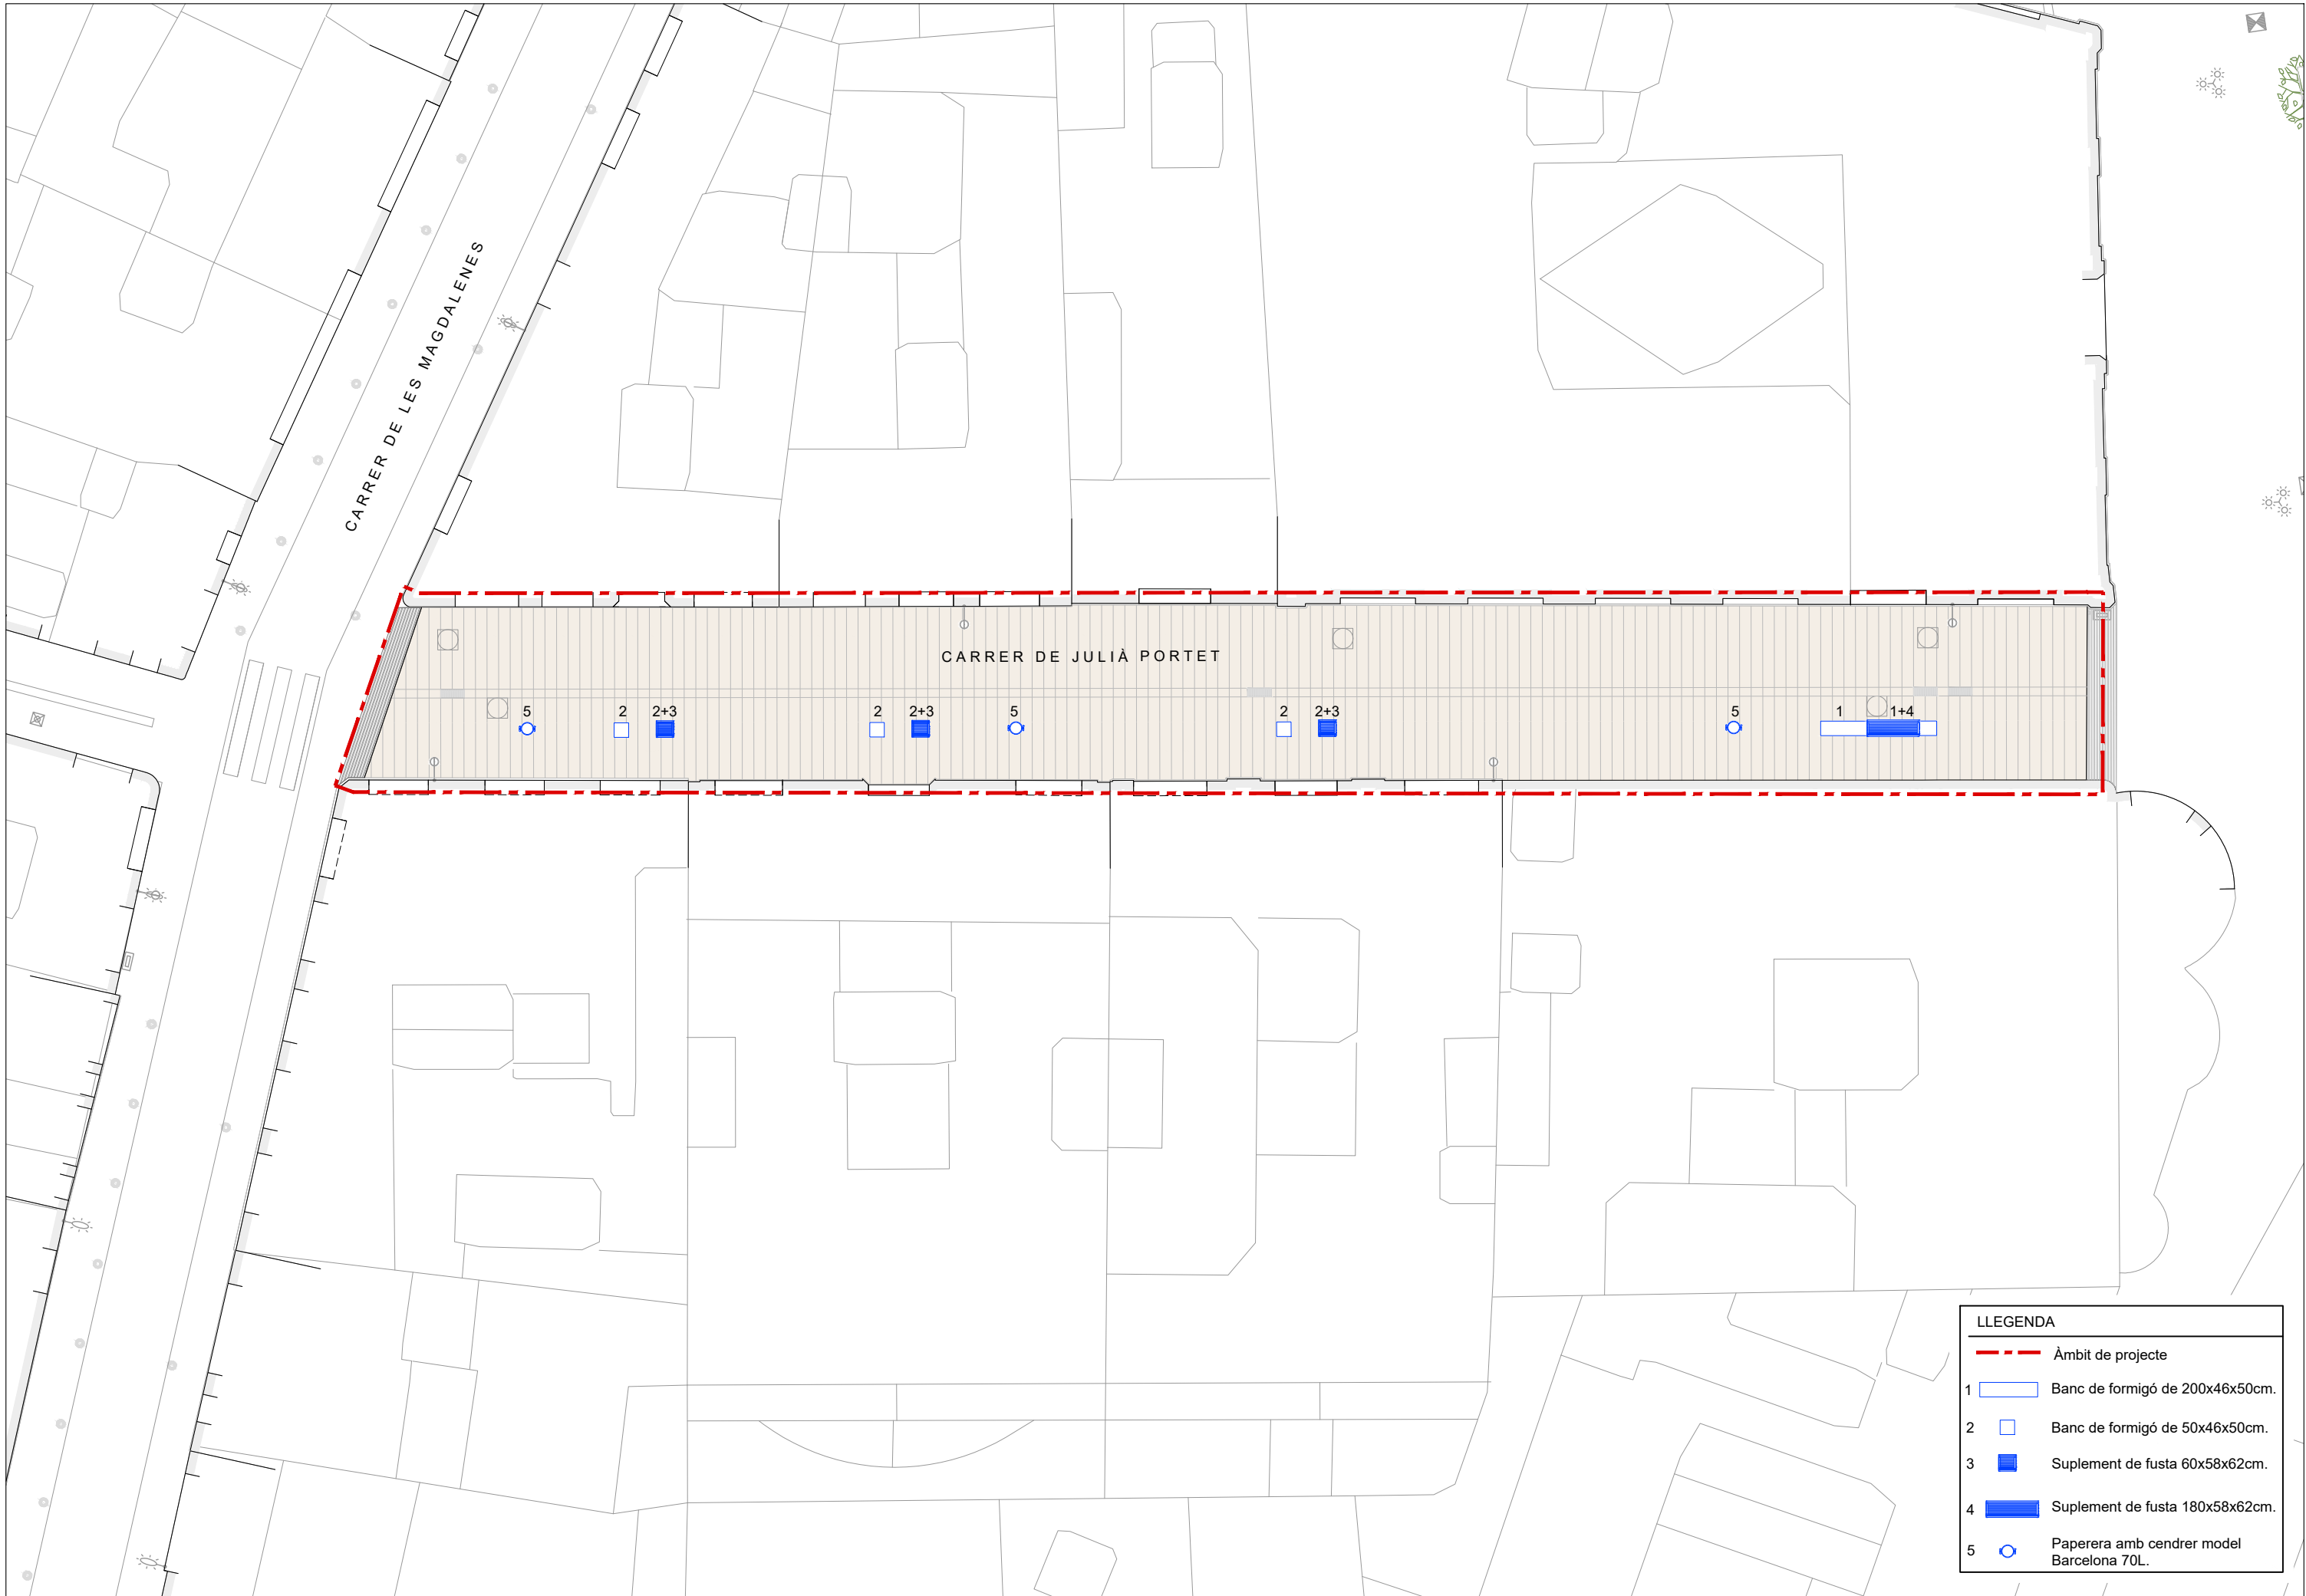 CARRER DE LES MAGDALENES
CARRER DE JULIÀ PORTET
5 2 2+3 2 2+3 5 2 2+3 5 1 1+4
LLEGENDA
Àmbit de projecte
1 Banc de formigó de 200x46x50cm.
2 Banc de formigó de 50x46x50cm.
3 Suplement de fusta 60x58x62cm.
4 Suplement de fusta 180x58x62cm.
5 Paperera amb cendrer model
Barcelona 70L.